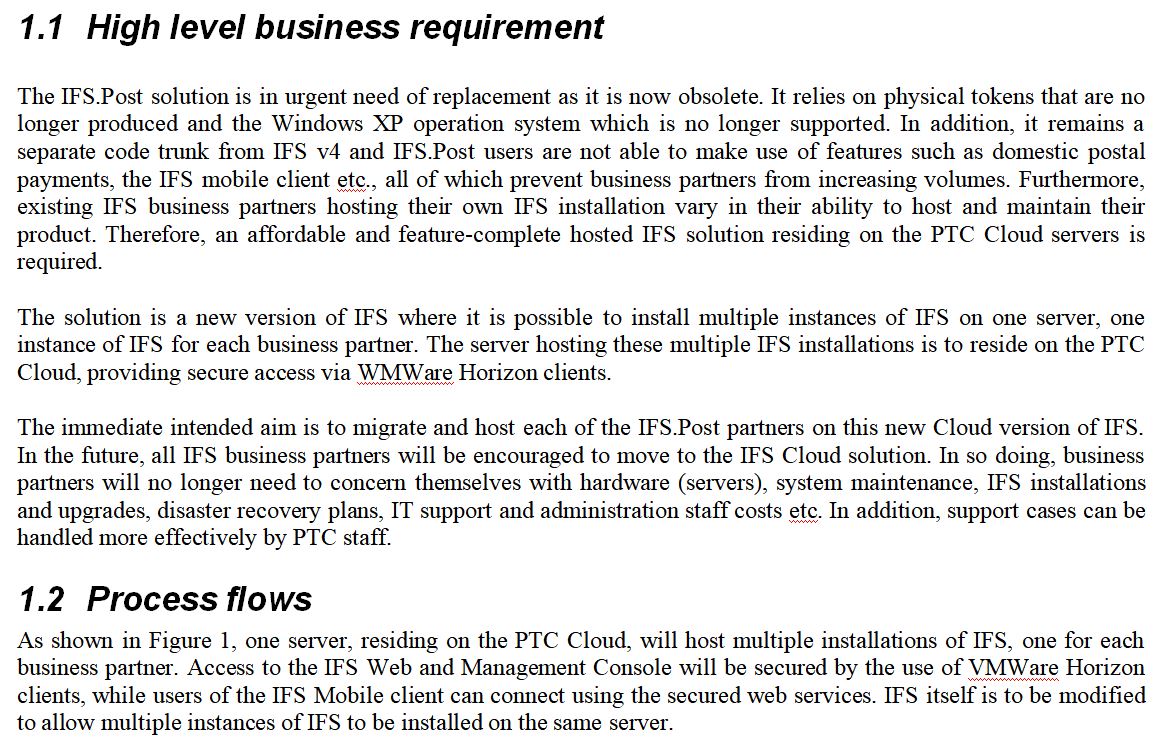 1.1 High level business requirement
The IFS.Post solution is in urgent need of replacement as it is now obsolete. It relies on physical tokens that are no
longer produced and the Windows XP operation system which is no longer supported. In addition, it remains a
separate code trunk from IFS v4 and IFS.Post users are not able to make use of features such as domestic postal
payments, the IFS mobile client etc., all of which prevent business partners from increasing volumes. Furthermore,
existing IFS business partners hosting their own IFS installation vary in their ability to host and maintain their
product. Therefore, an affordable and feature-complete hosted IFS solution residing on the PTC Cloud servers is
required.
The solution is a new version of IFS where it is possible to install multiple instances of IFS on one server, one
instance of IFS for each business partner. The server hosting these multiple IFS installations is to reside on the PTC
Cloud, providing secure access via WMWare Horizon clients.
The immediate intended aim is to migrate and host each of the IFS.Post partners on this new Cloud version of IFS.
In the future, all IFS business partners will be encouraged to move to the IFS Cloud solution. In so doing, business
partners will no longer need to concern themselves with hardware (servers), system maintenance, IFS installations
and upgrades, disaster recovery plans, IT support and administration staff costs etc. In addition, support cases can be
handled more effectively by PTC staff.
1.2 Process flows
As shown in Figure 1, one server, residing on the PTC Cloud, will host multiple installations of IFS, one for each
business partner. Access to the IFS Web and Management Console will be secured by the use of VMWare Horizon
clients, while users of the IFS Mobile client can connect using the secured web services. IFS itself is to be modified
to allow multiple instances of IFS to be installed on the same server.